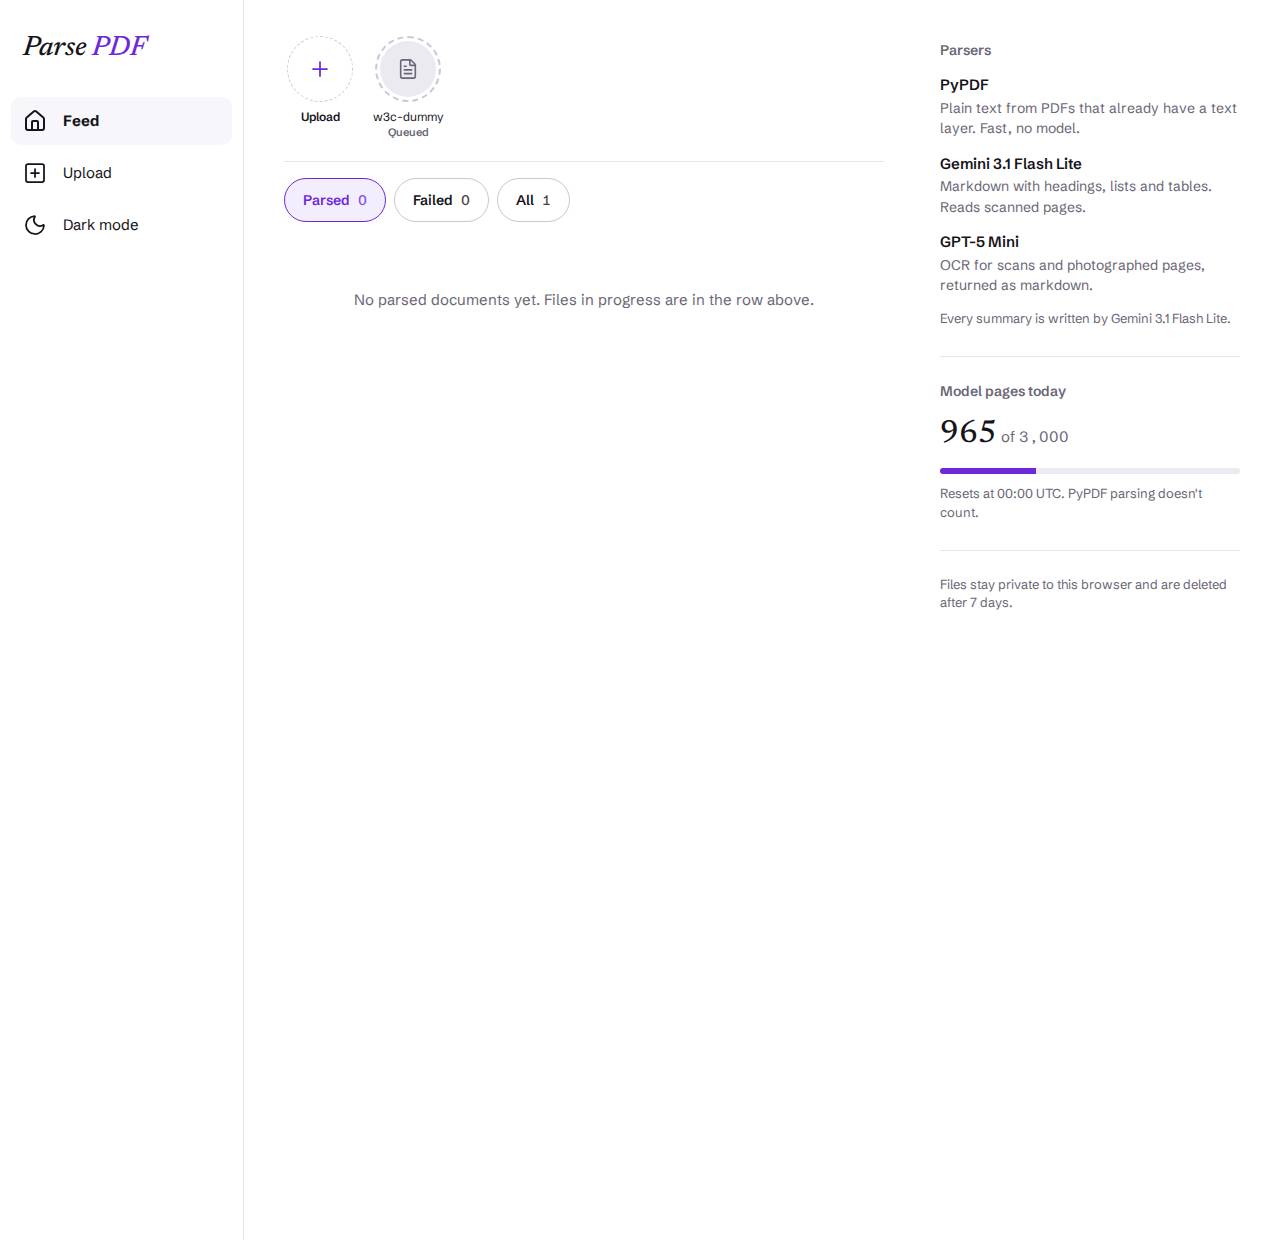 Parse PDF
Feed
Upload
Dark mode
Upload
w3c-dummy
Queued
Parsed 0
Failed 0
All 1
No parsed documents yet. Files in progress are in the row above.
Parsers
PyPDF
Plain text from PDFs that already have a text
layer. Fast, no model.
Gemini 3.1 Flash Lite
Markdown with headings, lists and tables.
Reads scanned pages.
GPT-5 Mini
OCR for scans and photographed pages,
returned as markdown.
Every summary is written by Gemini 3.1 Flash Lite.
Model pages today
965 of 3,000
Resets at 00:00 UTC. PyPDF parsing doesn't
count.
Files stay private to this browser and are deleted
after 7 days.